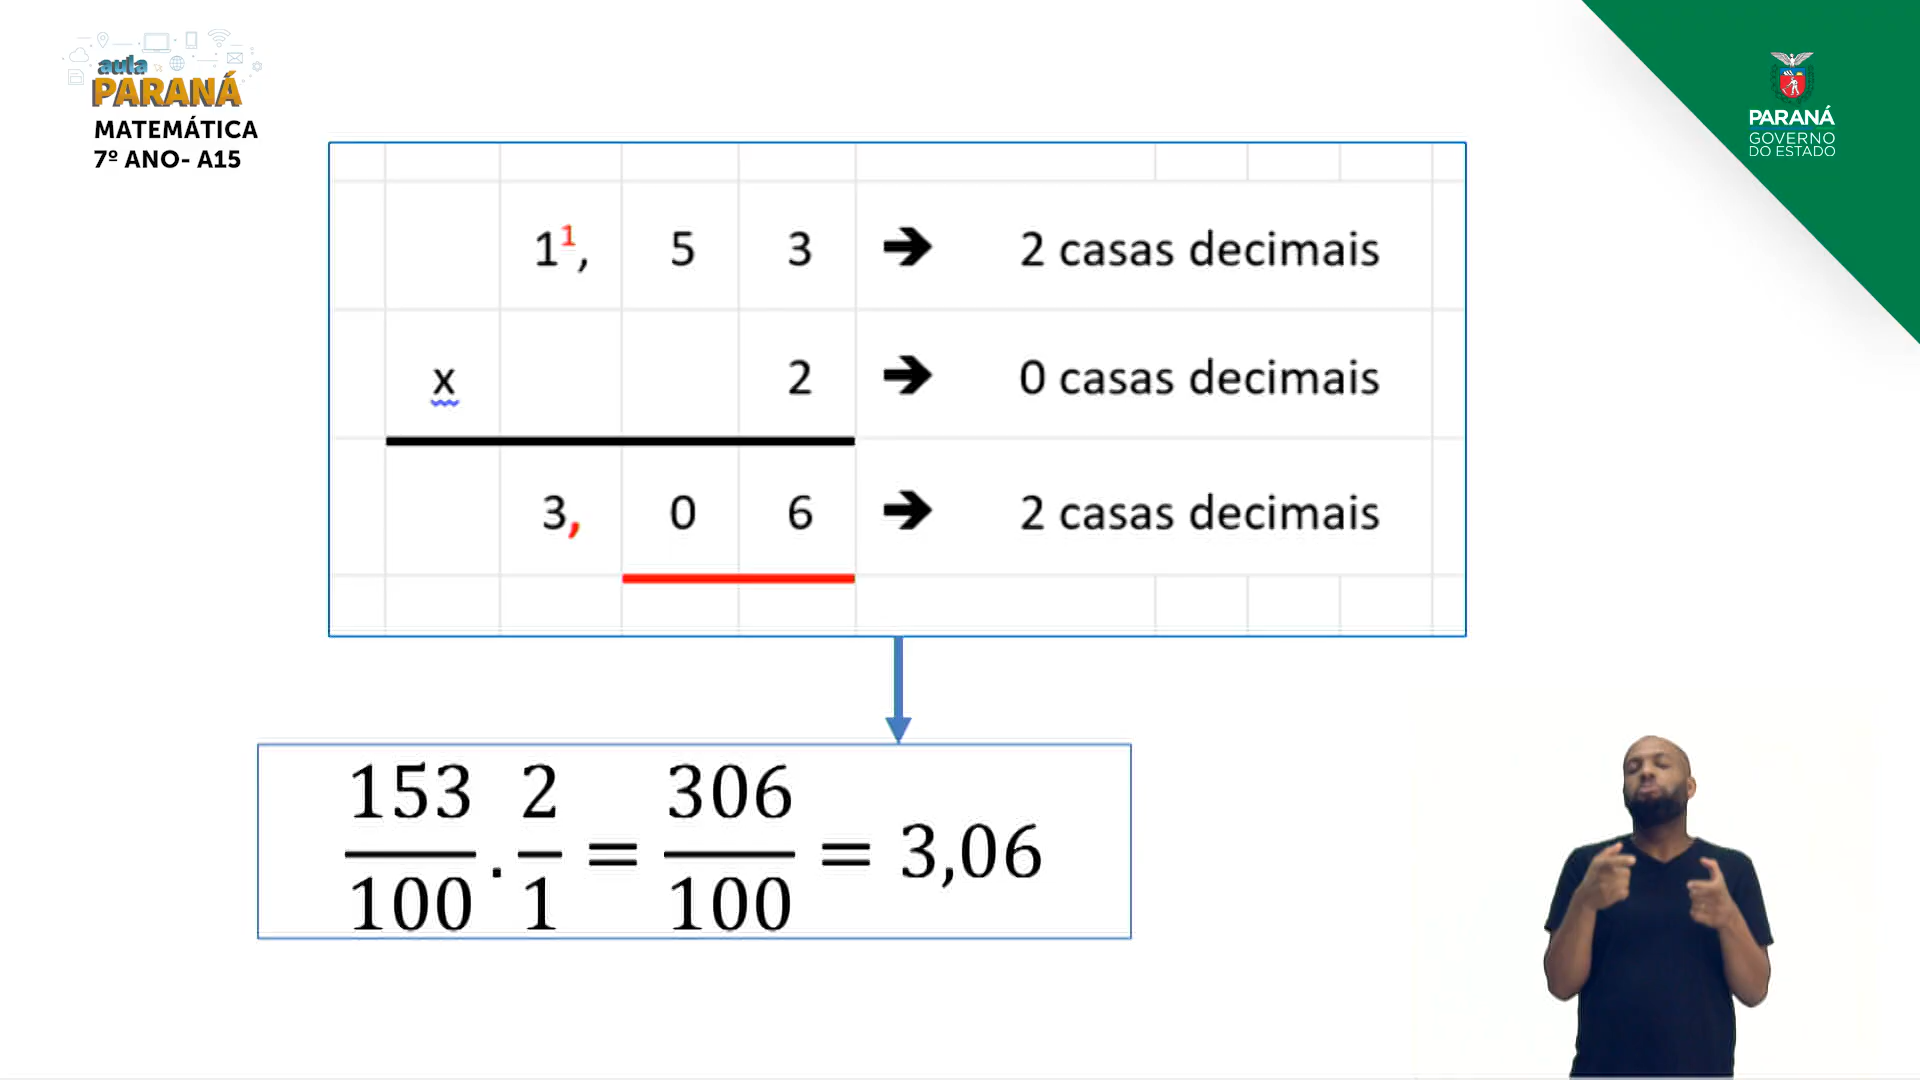 aula
PARANÁ
MATEMÁTICA
7º ANO- A15
PARANÁ
GOVERNO
DO ESTADO
1¹, 5 3 ➔ 2 casas decimais
x 2 ➔ 0 casas decimais
3, 0 6 ➔ 2 casas decimais
153/100 . 2/1 = 306/100 = 3,06